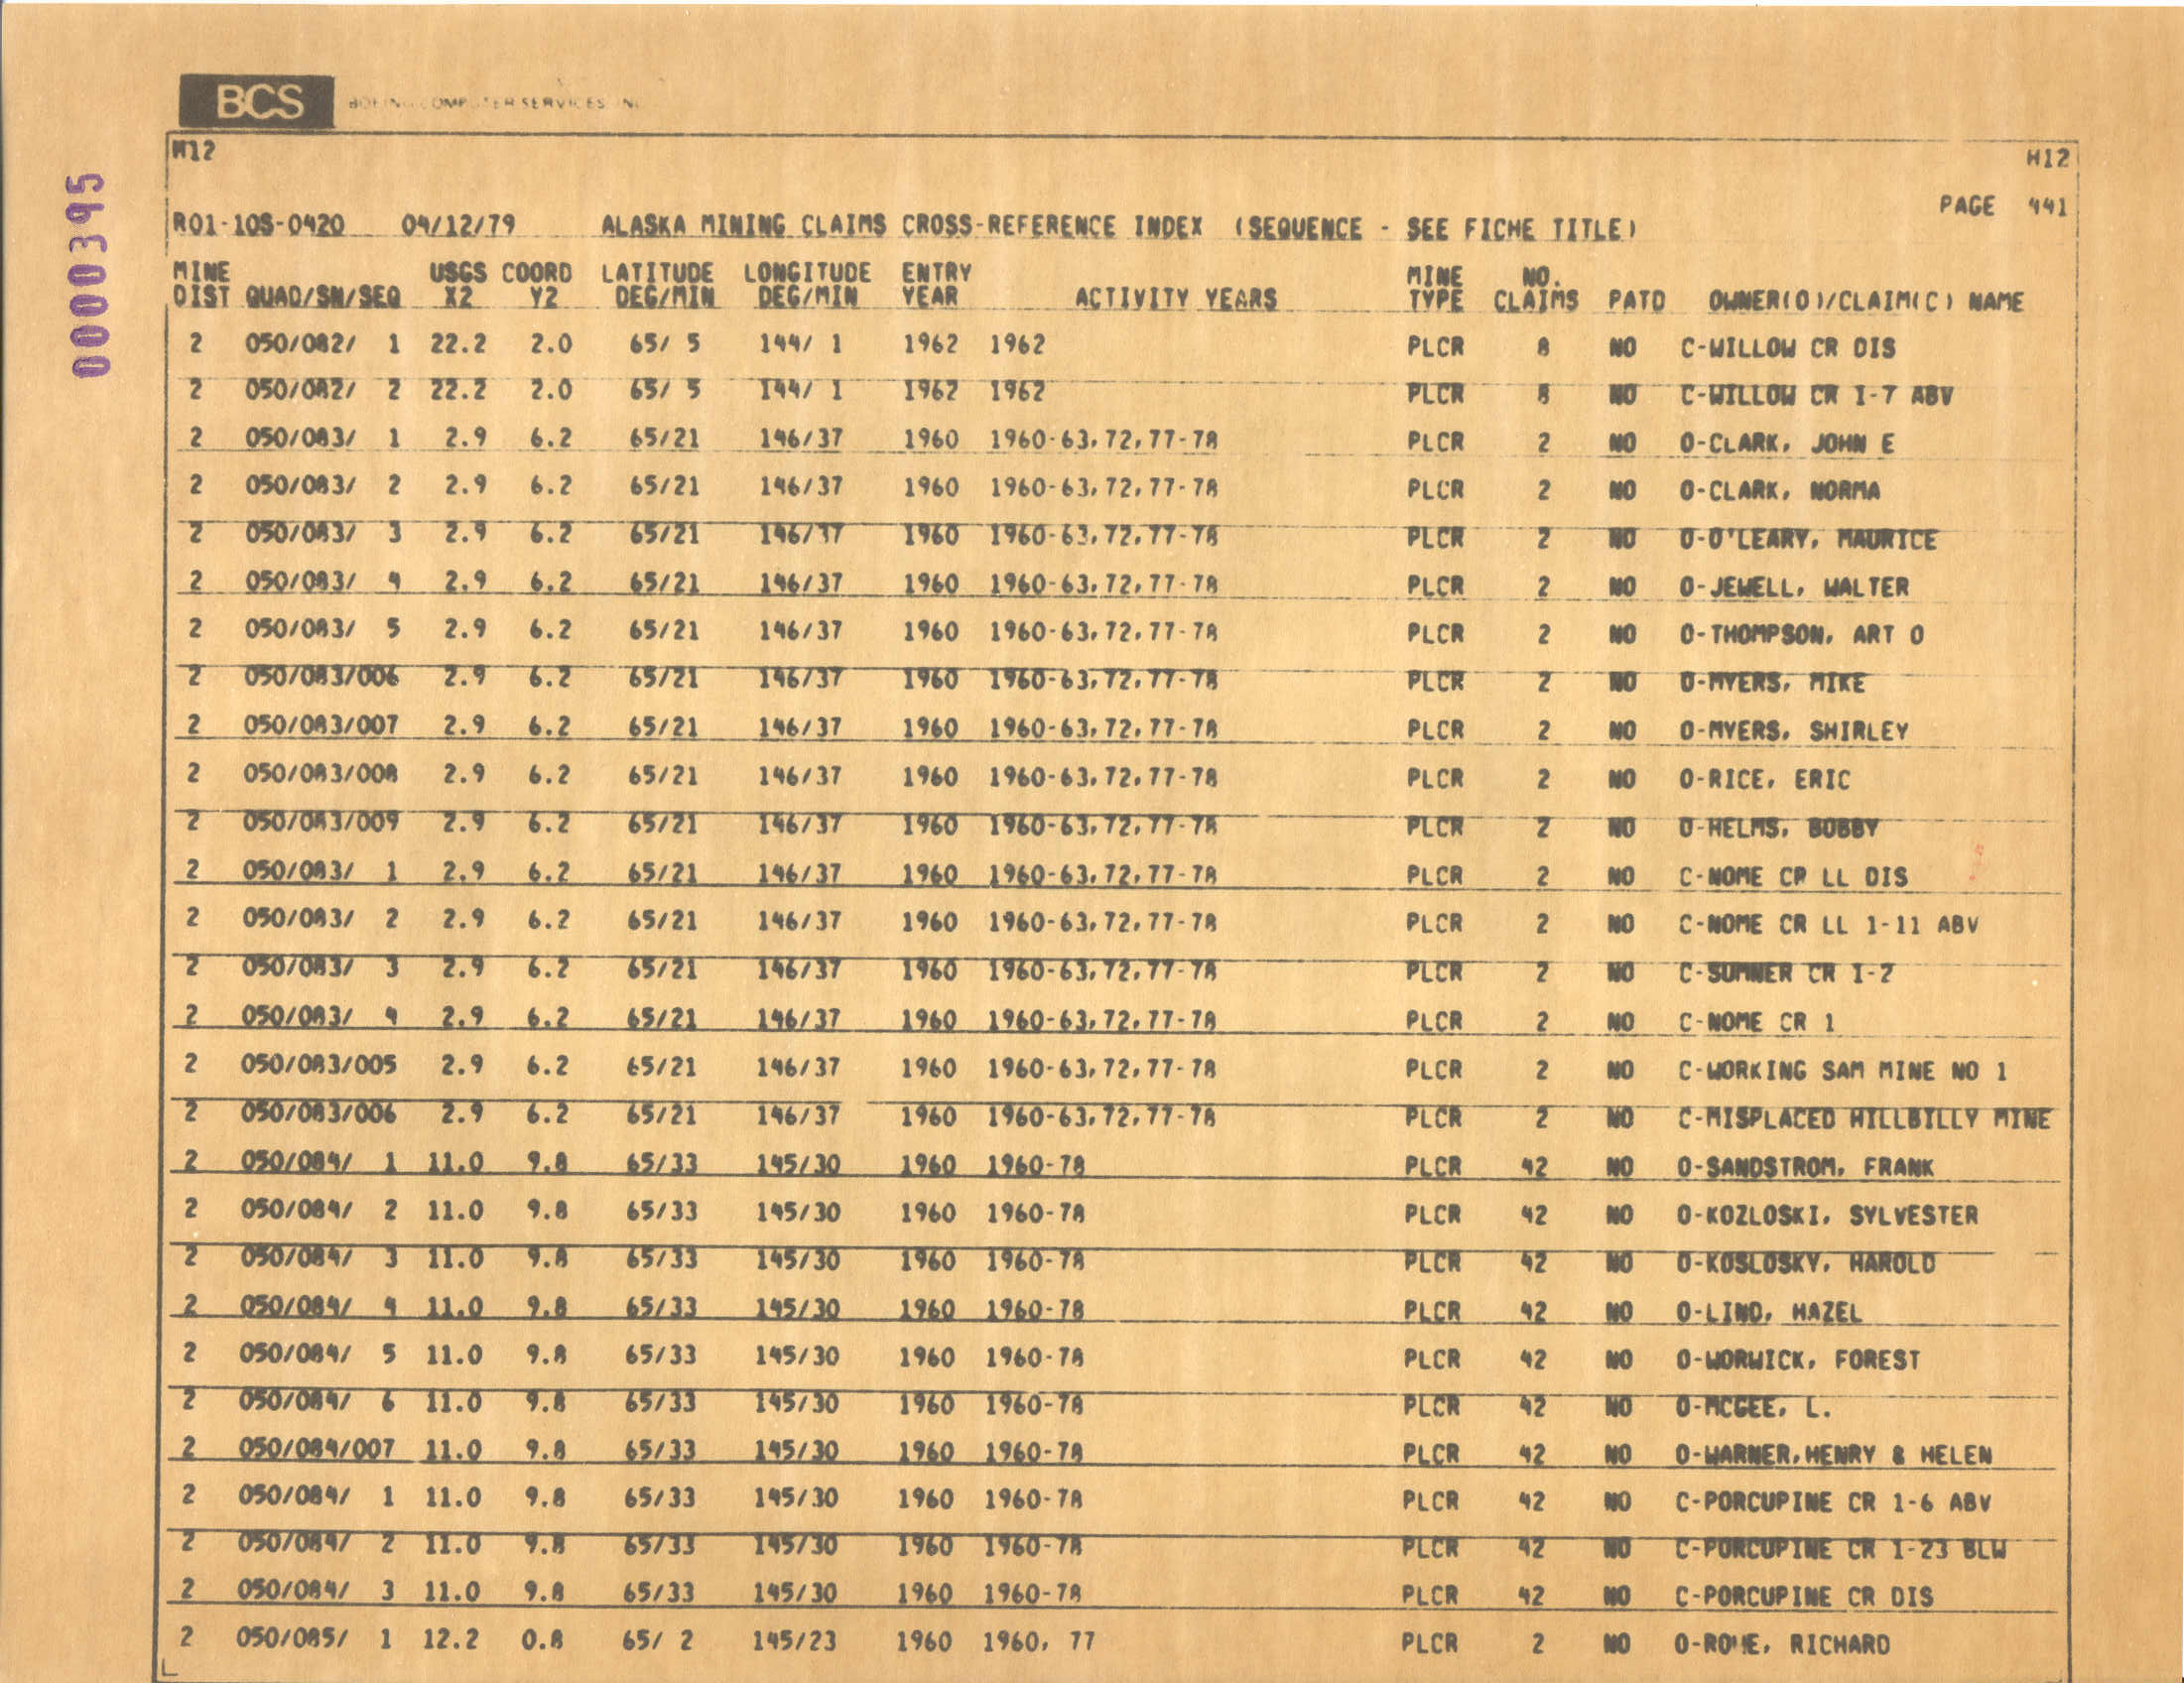 BCS BOEING COMPUTER SERVICES, INC
M12 M12
0000395
PAGE 441
R01-10S-0420 04/12/79 ALASKA MINING CLAIMS CROSS-REFERENCE INDEX (SEQUENCE - SEE FICHE TITLE)
MINE USGS COORD LATITUDE LONGITUDE ENTRY MINE NO.
DIST QUAD/SN/SEQ X2 Y2 DEG/MIN DEG/MIN YEAR ACTIVITY YEARS TYPE CLAIMS PATD OWNER(O)/CLAIM(C) NAME
2 050/082/ 1 22.2 2.0 65/ 5 144/ 1 1962 1962 PLCR 8 NO C-WILLOW CR DIS
2 050/082/ 2 22.2 2.0 65/ 5 144/ 1 1962 1962 PLCR 8 NO C-WILLOW CR 1-7 ABV
2 050/083/ 1 2.9 6.2 65/21 146/37 1960 1960-63,72,77-78 PLCR 2 NO O-CLARK, JOHN E
2 050/083/ 2 2.9 6.2 65/21 146/37 1960 1960-63,72,77-78 PLCR 2 NO O-CLARK, NORMA
2 050/083/ 3 2.9 6.2 65/21 146/37 1960 1960-63,72,77-78 PLCR 2 NO O-O'LEARY, MAURICE
2 050/083/ 4 2.9 6.2 65/21 146/37 1960 1960-63,72,77-78 PLCR 2 NO O-JEWELL, WALTER
2 050/083/ 5 2.9 6.2 65/21 146/37 1960 1960-63,72,77-78 PLCR 2 NO O-THOMPSON, ART O
2 050/083/006 2.9 6.2 65/21 146/37 1960 1960-63,72,77-78 PLCR 2 NO O-MYERS, MIKE
2 050/083/007 2.9 6.2 65/21 146/37 1960 1960-63,72,77-78 PLCR 2 NO O-MYERS, SHIRLEY
2 050/083/008 2.9 6.2 65/21 146/37 1960 1960-63,72,77-78 PLCR 2 NO O-RICE, ERIC
2 050/083/009 2.9 6.2 65/21 146/37 1960 1960-63,72,77-78 PLCR 2 NO O-HELMS, BOBBY
2 050/083/ 1 2.9 6.2 65/21 146/37 1960 1960-63,72,77-78 PLCR 2 NO C-NOME CR LL DIS
2 050/083/ 2 2.9 6.2 65/21 146/37 1960 1960-63,72,77-78 PLCR 2 NO C-NOME CR LL 1-11 ABV
2 050/083/ 3 2.9 6.2 65/21 146/37 1960 1960-63,72,77-78 PLCR 2 NO C-SUMNER CR 1-2
2 050/083/ 4 2.9 6.2 65/21 146/37 1960 1960-63,72,77-78 PLCR 2 NO C-NOME CR 1
2 050/083/005 2.9 6.2 65/21 146/37 1960 1960-63,72,77-78 PLCR 2 NO C-WORKING SAM MINE NO 1
2 050/083/006 2.9 6.2 65/21 146/37 1960 1960-63,72,77-78 PLCR 2 NO C-MISPLACED HILLBILLY MINE
2 050/084/ 1 11.0 9.8 65/33 145/30 1960 1960-78 PLCR 42 NO O-SANDSTROM, FRANK
2 050/084/ 2 11.0 9.8 65/33 145/30 1960 1960-78 PLCR 42 NO O-KOZLOSKI, SYLVESTER
2 050/084/ 3 11.0 9.8 65/33 145/30 1960 1960-78 PLCR 42 NO O-KOSLOSKY, HAROLD
2 050/084/ 4 11.0 9.8 65/33 145/30 1960 1960-78 PLCR 42 NO O-LIND, HAZEL
2 050/084/ 5 11.0 9.8 65/33 145/30 1960 1960-78 PLCR 42 NO O-WORWICK, FOREST
2 050/084/ 6 11.0 9.8 65/33 145/30 1960 1960-78 PLCR 42 NO O-MCGEE, L.
2 050/084/007 11.0 9.8 65/33 145/30 1960 1960-78 PLCR 42 NO O-WARNER,HENRY & HELEN
2 050/084/ 1 11.0 9.8 65/33 145/30 1960 1960-78 PLCR 42 NO C-PORCUPINE CR 1-6 ABV
2 050/084/ 2 11.0 9.8 65/33 145/30 1960 1960-78 PLCR 42 NO C-PORCUPINE CR 1-23 BLW
2 050/084/ 3 11.0 9.8 65/33 145/30 1960 1960-78 PLCR 42 NO C-PORCUPINE CR DIS
2 050/085/ 1 12.2 0.8 65/ 2 145/23 1960 1960, 77 PLCR 2 NO RICHARD